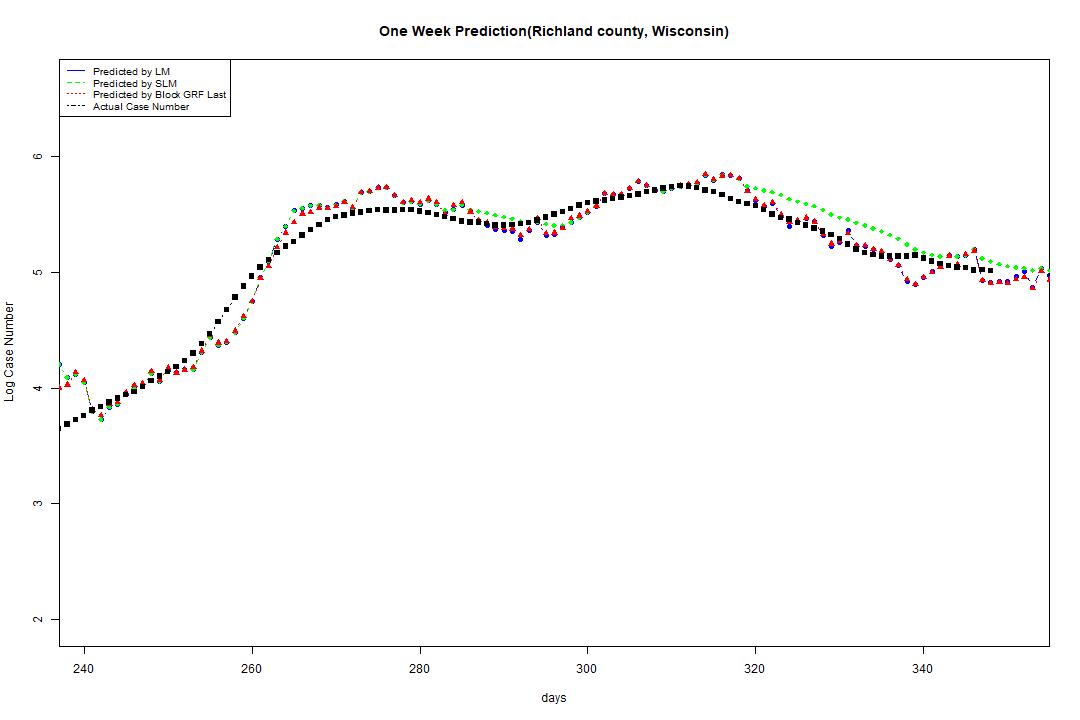 One Week Prediction(Richland county, Wisconsin)
Predicted by LM
Predicted by SLM
Predicted by Block GRF Last
Actual Case Number
6
5
4
3
2
Log Case Number
240 260 280 300 320 340
days